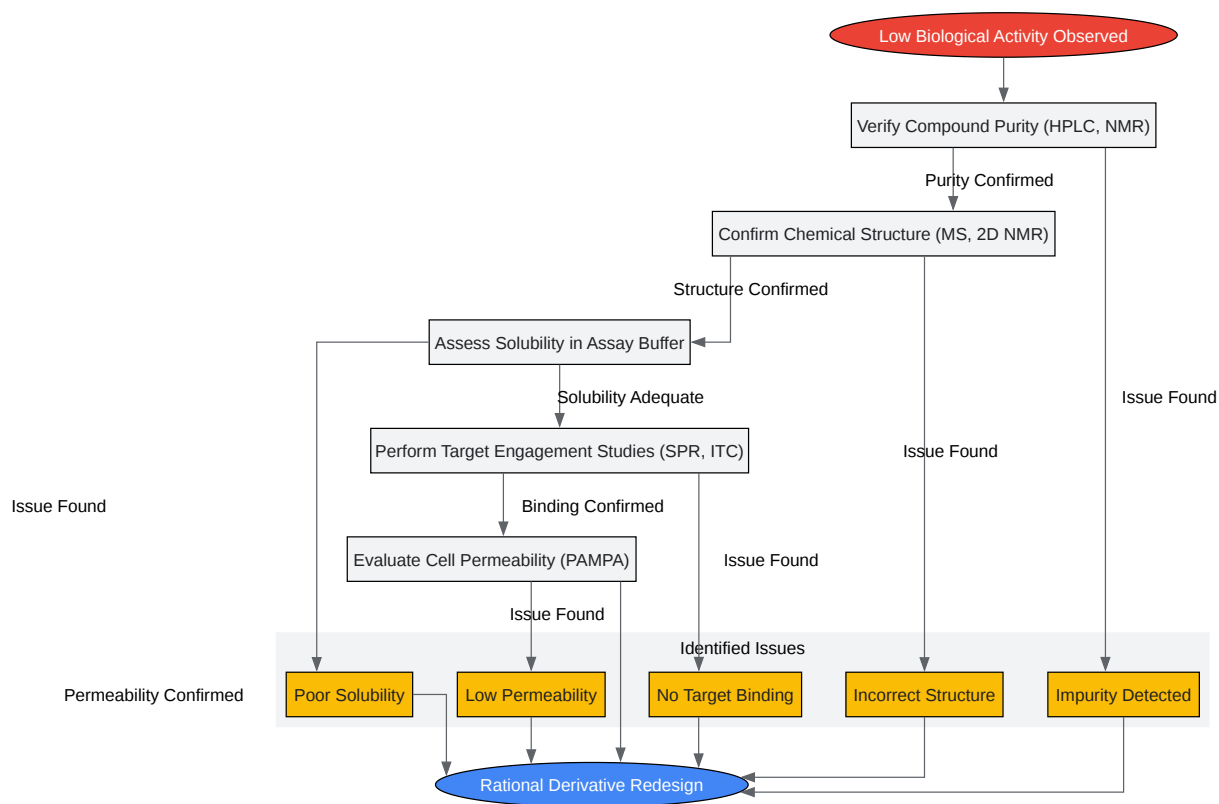 Low Biological Activity Observed
Verify Compound Purity (HPLC, NMR)
Purity Confirmed
Confirm Chemical Structure (MS, 2D NMR)
Structure Confirmed
Assess Solubility in Assay Buffer
Solubility Adequate
Issue Found
Perform Target Engagement Studies (SPR, ITC)
Issue Found
Issue Found
Binding Confirmed
Evaluate Cell Permeability (PAMPA)
Issue Found
Issue Found
Identified Issues
Permeability Confirmed
Poor Solubility
Low Permeability
No Target Binding
Incorrect Structure
Impurity Detected
Rational Derivative Redesign